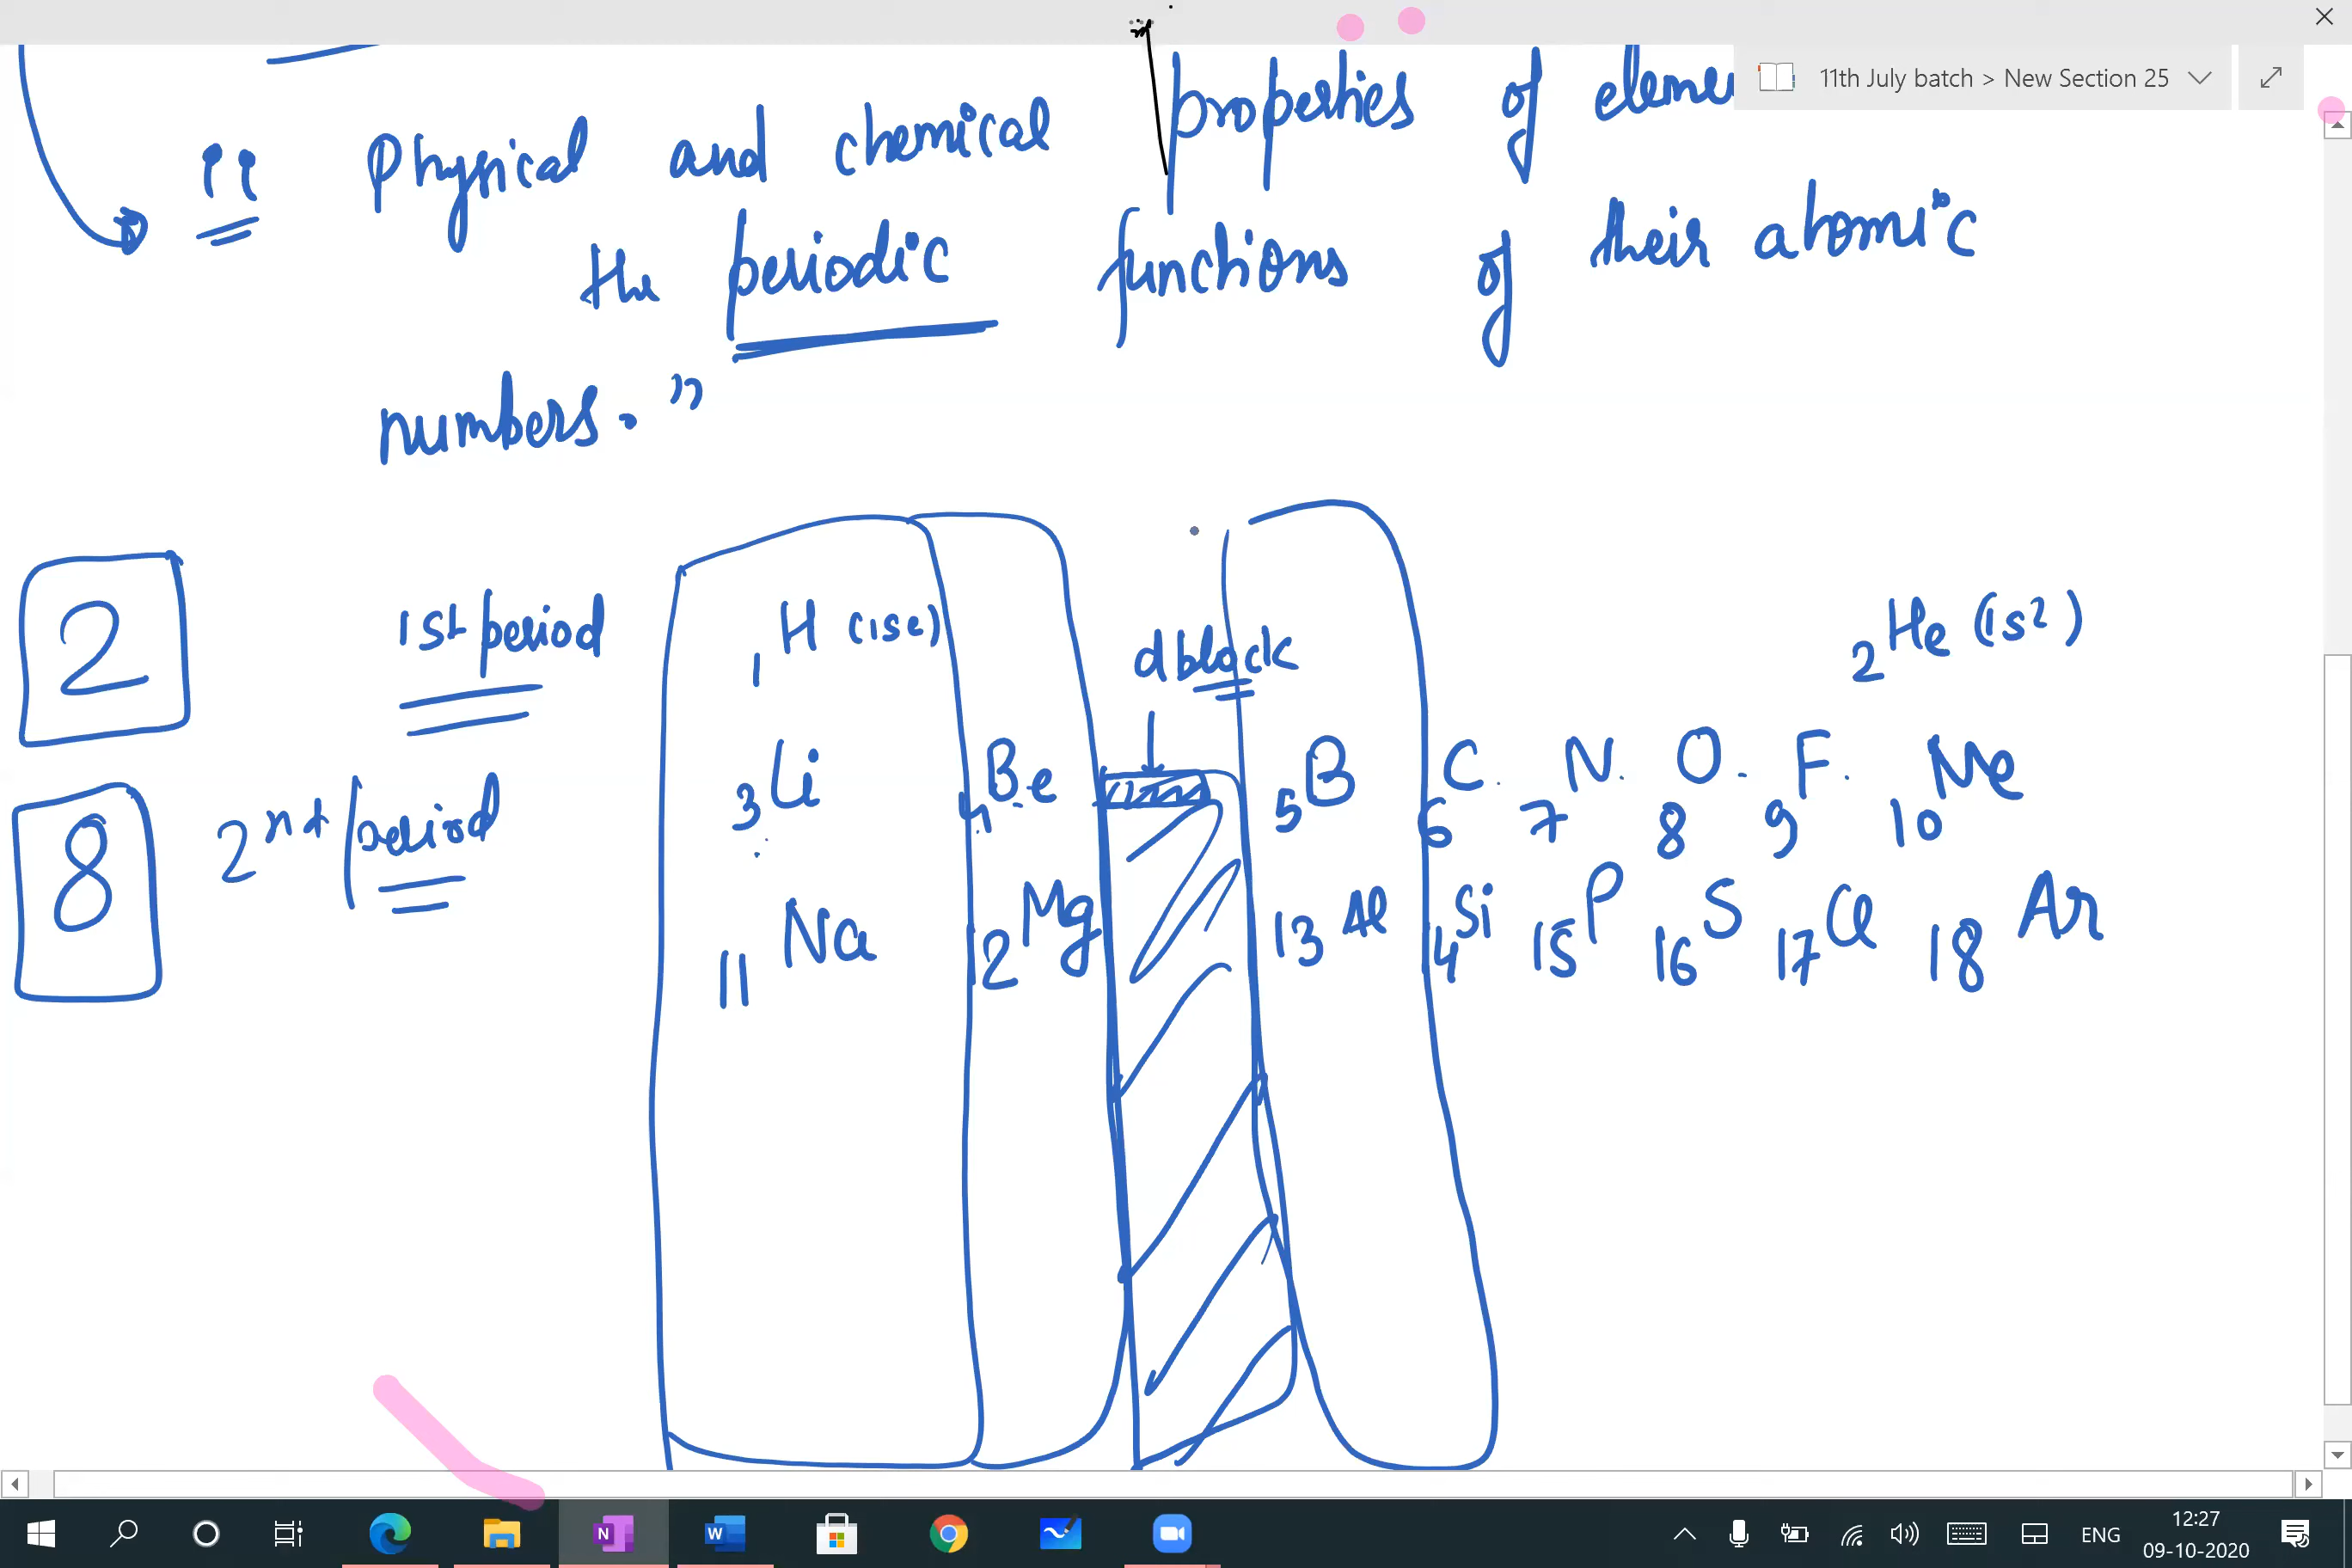 11th July batch > New Section 25
ii Physical and chemical properties of eleme
the periodic functions of their atomic
numbers."
2 1st period 1H (1se) d block 2He (1s2)
8 2nd period 3Li 4Be 5B 6C. 7N. 8O. 9F. 10Ne
11Na 12Mg 13Al 14Si 15P 16S 17Cl 18Ar
ENG 12:27
09-10-2020